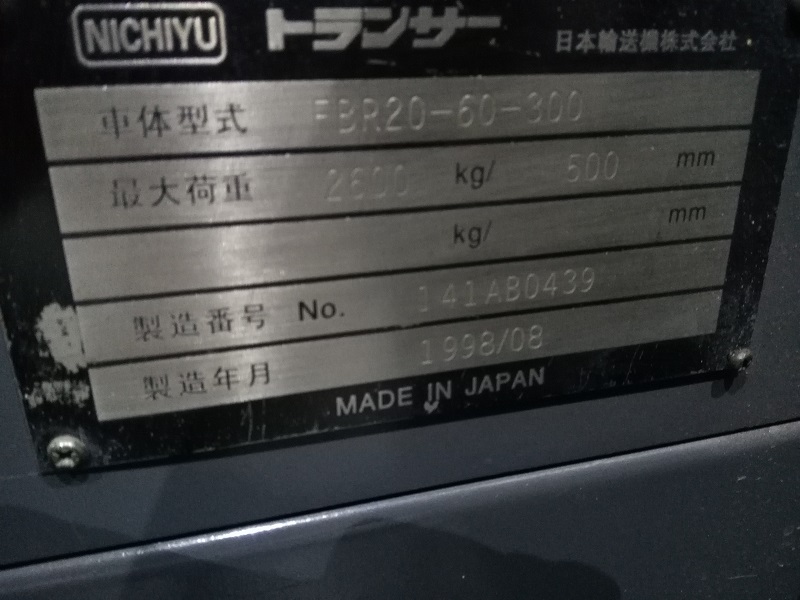 NICHIYU トランサー 日本輸送機株式会社
車体型式 FBR20-60-300
最大荷重 2600 kg/ 500 mm
kg/ mm
製造番号 No. 141AB0439
製造年月 1998/08
MADE IN JAPAN